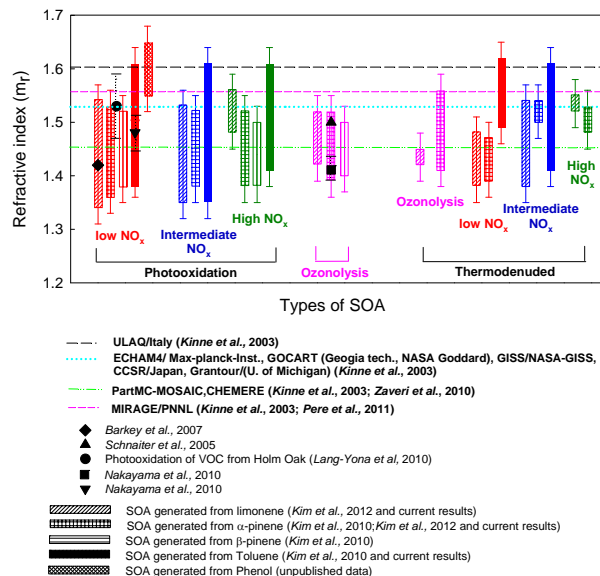 Refractive index (mr)
1.7
1.6
1.5
1.4
1.3
1.2
low NOx
Intermediate
NOx
High NOx
Ozonolysis
low NOx
Intermediate
NOx
High
NOx
Photooxidation
Ozonolysis
Thermodenuded
Types of SOA
ULAQ/Italy (Kinne et al., 2003)
ECHAM4/ Max-planck-Inst., GOCART (Geogia tech., NASA Goddard), GISS/NASA-GISS,
CCSR/Japan, Grantour/(U. of Michigan) (Kinne et al., 2003)
PartMC-MOSAIC,CHEMERE (Kinne et al., 2003; Zaveri et al., 2010)
MIRAGE/PNNL (Kinne et al., 2003; Pere et al., 2011)
Barkey et al., 2007
Schnaiter et al., 2005
Photooxidation of VOC from Holm Oak (Lang-Yona et al, 2010)
Nakayama et al., 2010
Nakayama et al., 2010
SOA generated from limonene (Kim et al., 2012 and current results)
SOA generated from α-pinene (Kim et al., 2010;Kim et al., 2012 and current results)
SOA generated from β-pinene (Kim et al., 2010)
SOA generated from Toluene (Kim et al., 2010 and current results)
SOA generated from Phenol (unpublished data)